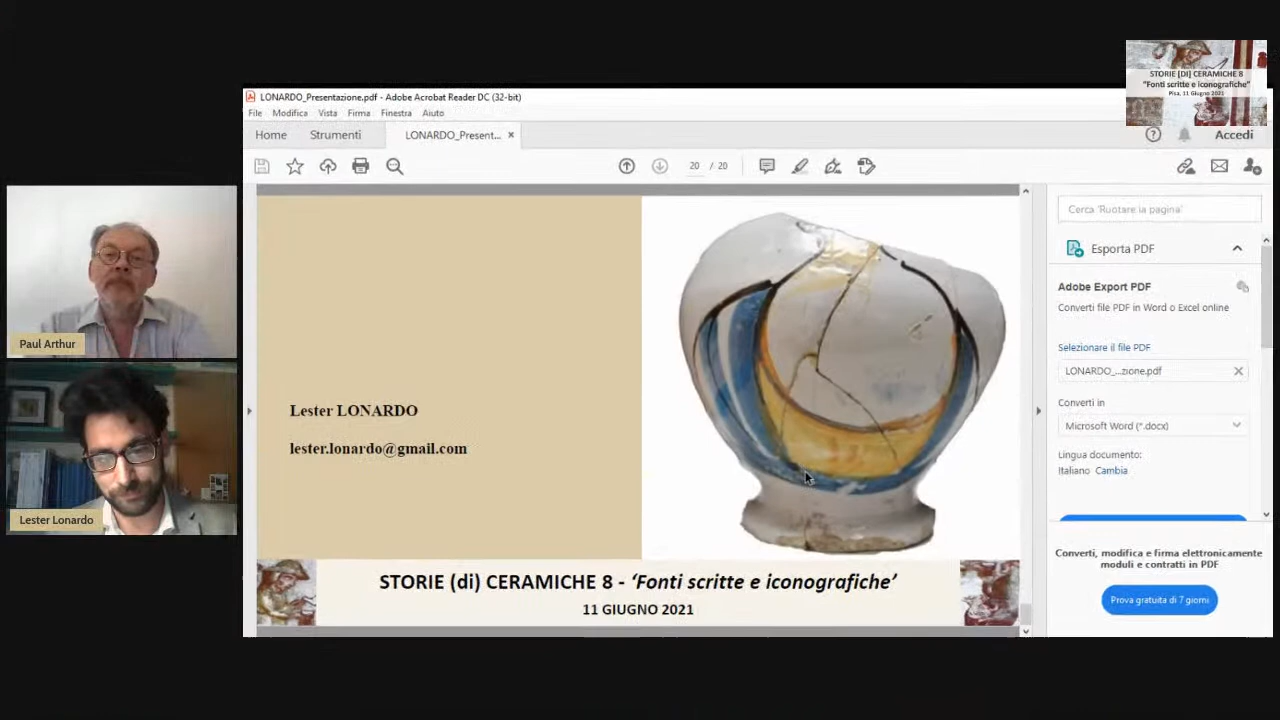 STORIE [DI] CERAMICHE 8
"Fonti scritte e iconografiche"
Pisa, 11 Giugno 2021
LONARDO_Presentazione.pdf - Adobe Acrobat Reader DC (32-bit)
File Modifica Vista Firma Finestra Aiuto
Home Strumenti LONARDO_Present... ×
? Accedi
20 / 20
Cerca 'Ruotare la pagina'
Esporta PDF
Adobe Export PDF
Converti file PDF in Word o Excel online
Selezionare il file PDF
LONARDO_...zione.pdf
Converti in
Microsoft Word (*.docx)
Lingua documento:
Italiano Cambia
Converti, modifica e firma elettronicamente
moduli e contratti in PDF
Prova gratuita di 7 giorni
Paul Arthur
Lester Lonardo
Lester LONARDO
lester.lonardo@gmail.com
STORIE (di) CERAMICHE 8 - ‘Fonti scritte e iconografiche’
11 GIUGNO 2021